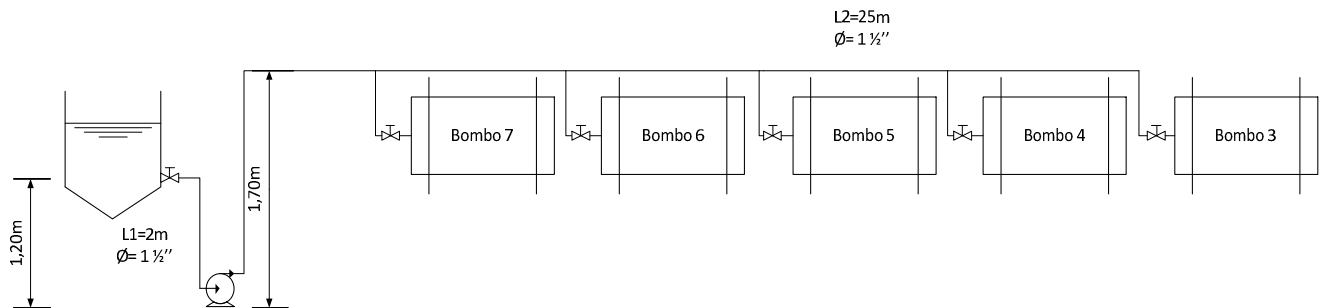 L2=25m
Ø= 1 ½’’
Bombo 7
Bombo 6
Bombo 5
Bombo 4
Bombo 3
1,20m
L1=2m
Ø= 1 ½’’
1,70m